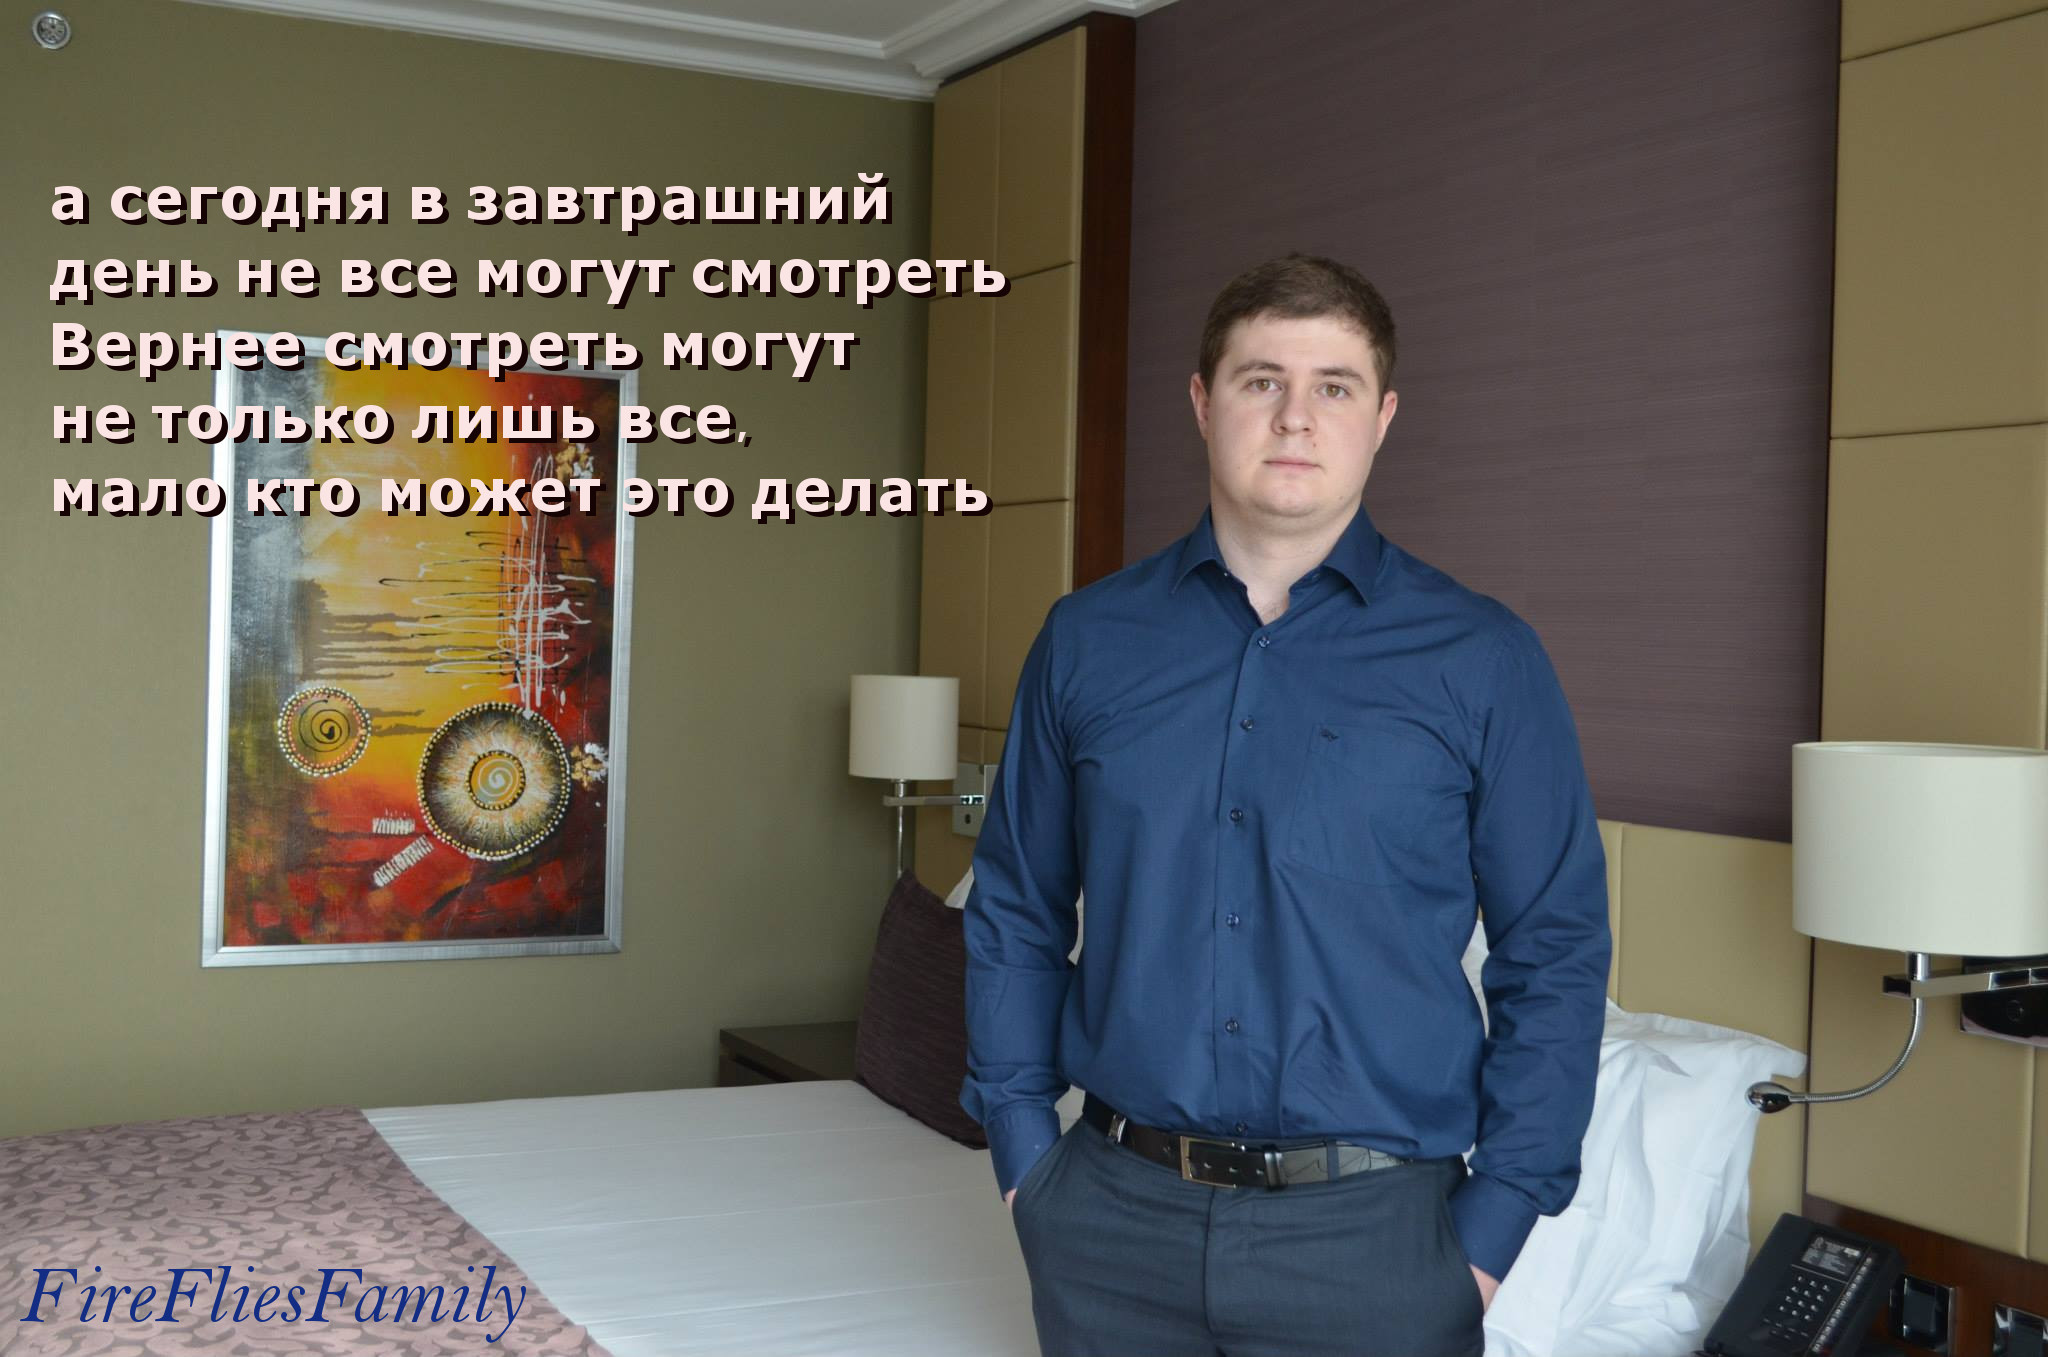 а сегодня в завтрашний
день не все могут смотреть
Вернее смотреть могут
не только лишь все,
мало кто может это делать
FireFliesFamily